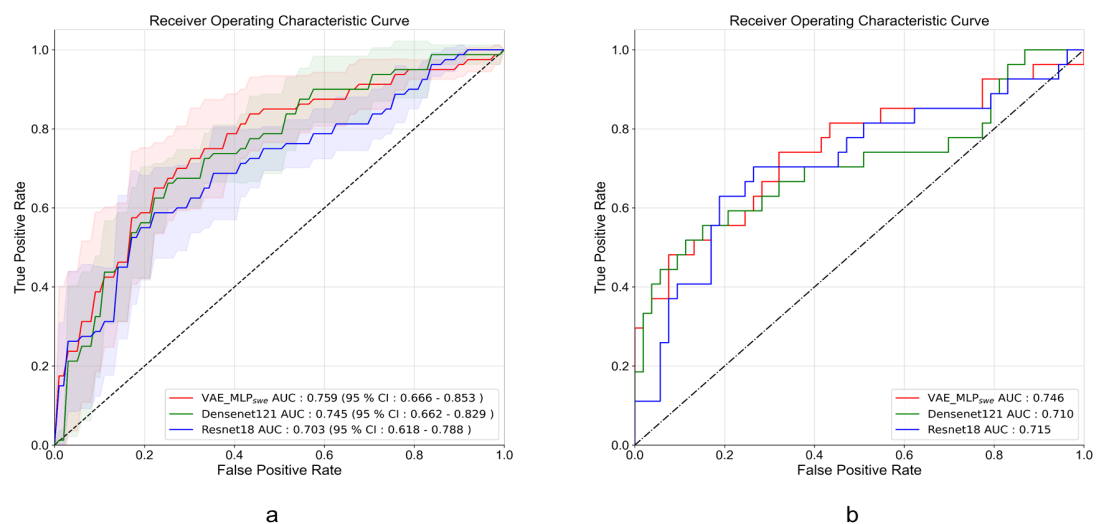 Receiver Operating Characteristic Curve
True Positive Rate
1.0
0.8
0.6
0.4
0.2
0.0
VAE_MLPswe AUC : 0.759 (95 % CI : 0.666 - 0.853 )
Densenet121 AUC : 0.745 (95 % CI : 0.662 - 0.829 )
Resnet18 AUC : 0.703 (95 % CI : 0.618 - 0.788 )
0.0 0.2 0.4 0.6 0.8 1.0
False Positive Rate
a
Receiver Operating Characteristic Curve
True Positive Rate
1.0
0.8
0.6
0.4
0.2
0.0
VAE_MLPswe AUC : 0.746
Densenet121 AUC : 0.710
Resnet18 AUC : 0.715
0.0 0.2 0.4 0.6 0.8 1.0
False Positive Rate
b